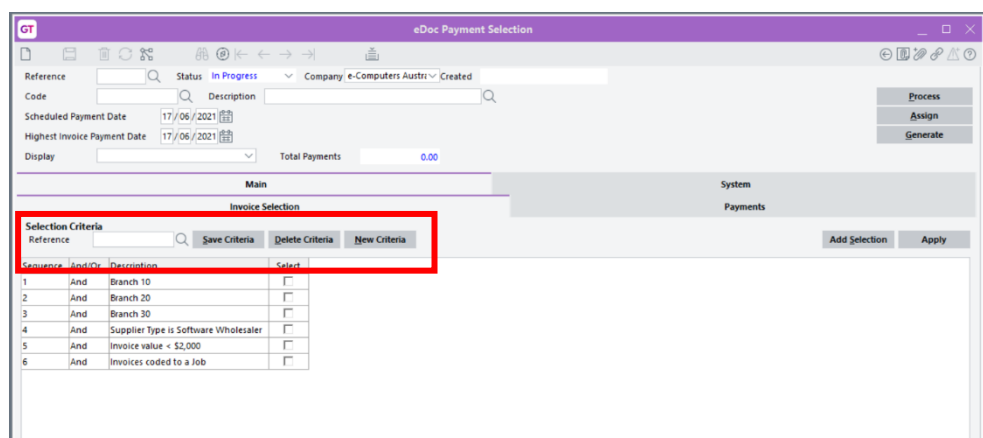 GT eDoc Payment Selection
Reference Status In Progress Company e-Computers Austra Created
Code Description Process
Scheduled Payment Date 17/06/2021 Assign
Highest Invoice Payment Date 17/06/2021 Generate
Display Total Payments 0.00
Main System
Invoice Selection Payments
Selection Criteria
Reference Save Criteria Delete Criteria New Criteria Add Selection Apply
Sequence And/Or Description Select
1 And Branch 10
2 And Branch 20
3 And Branch 30
4 And Supplier Type is Software Wholesaler
5 And Invoice value < $2,000
6 And Invoices coded to a Job